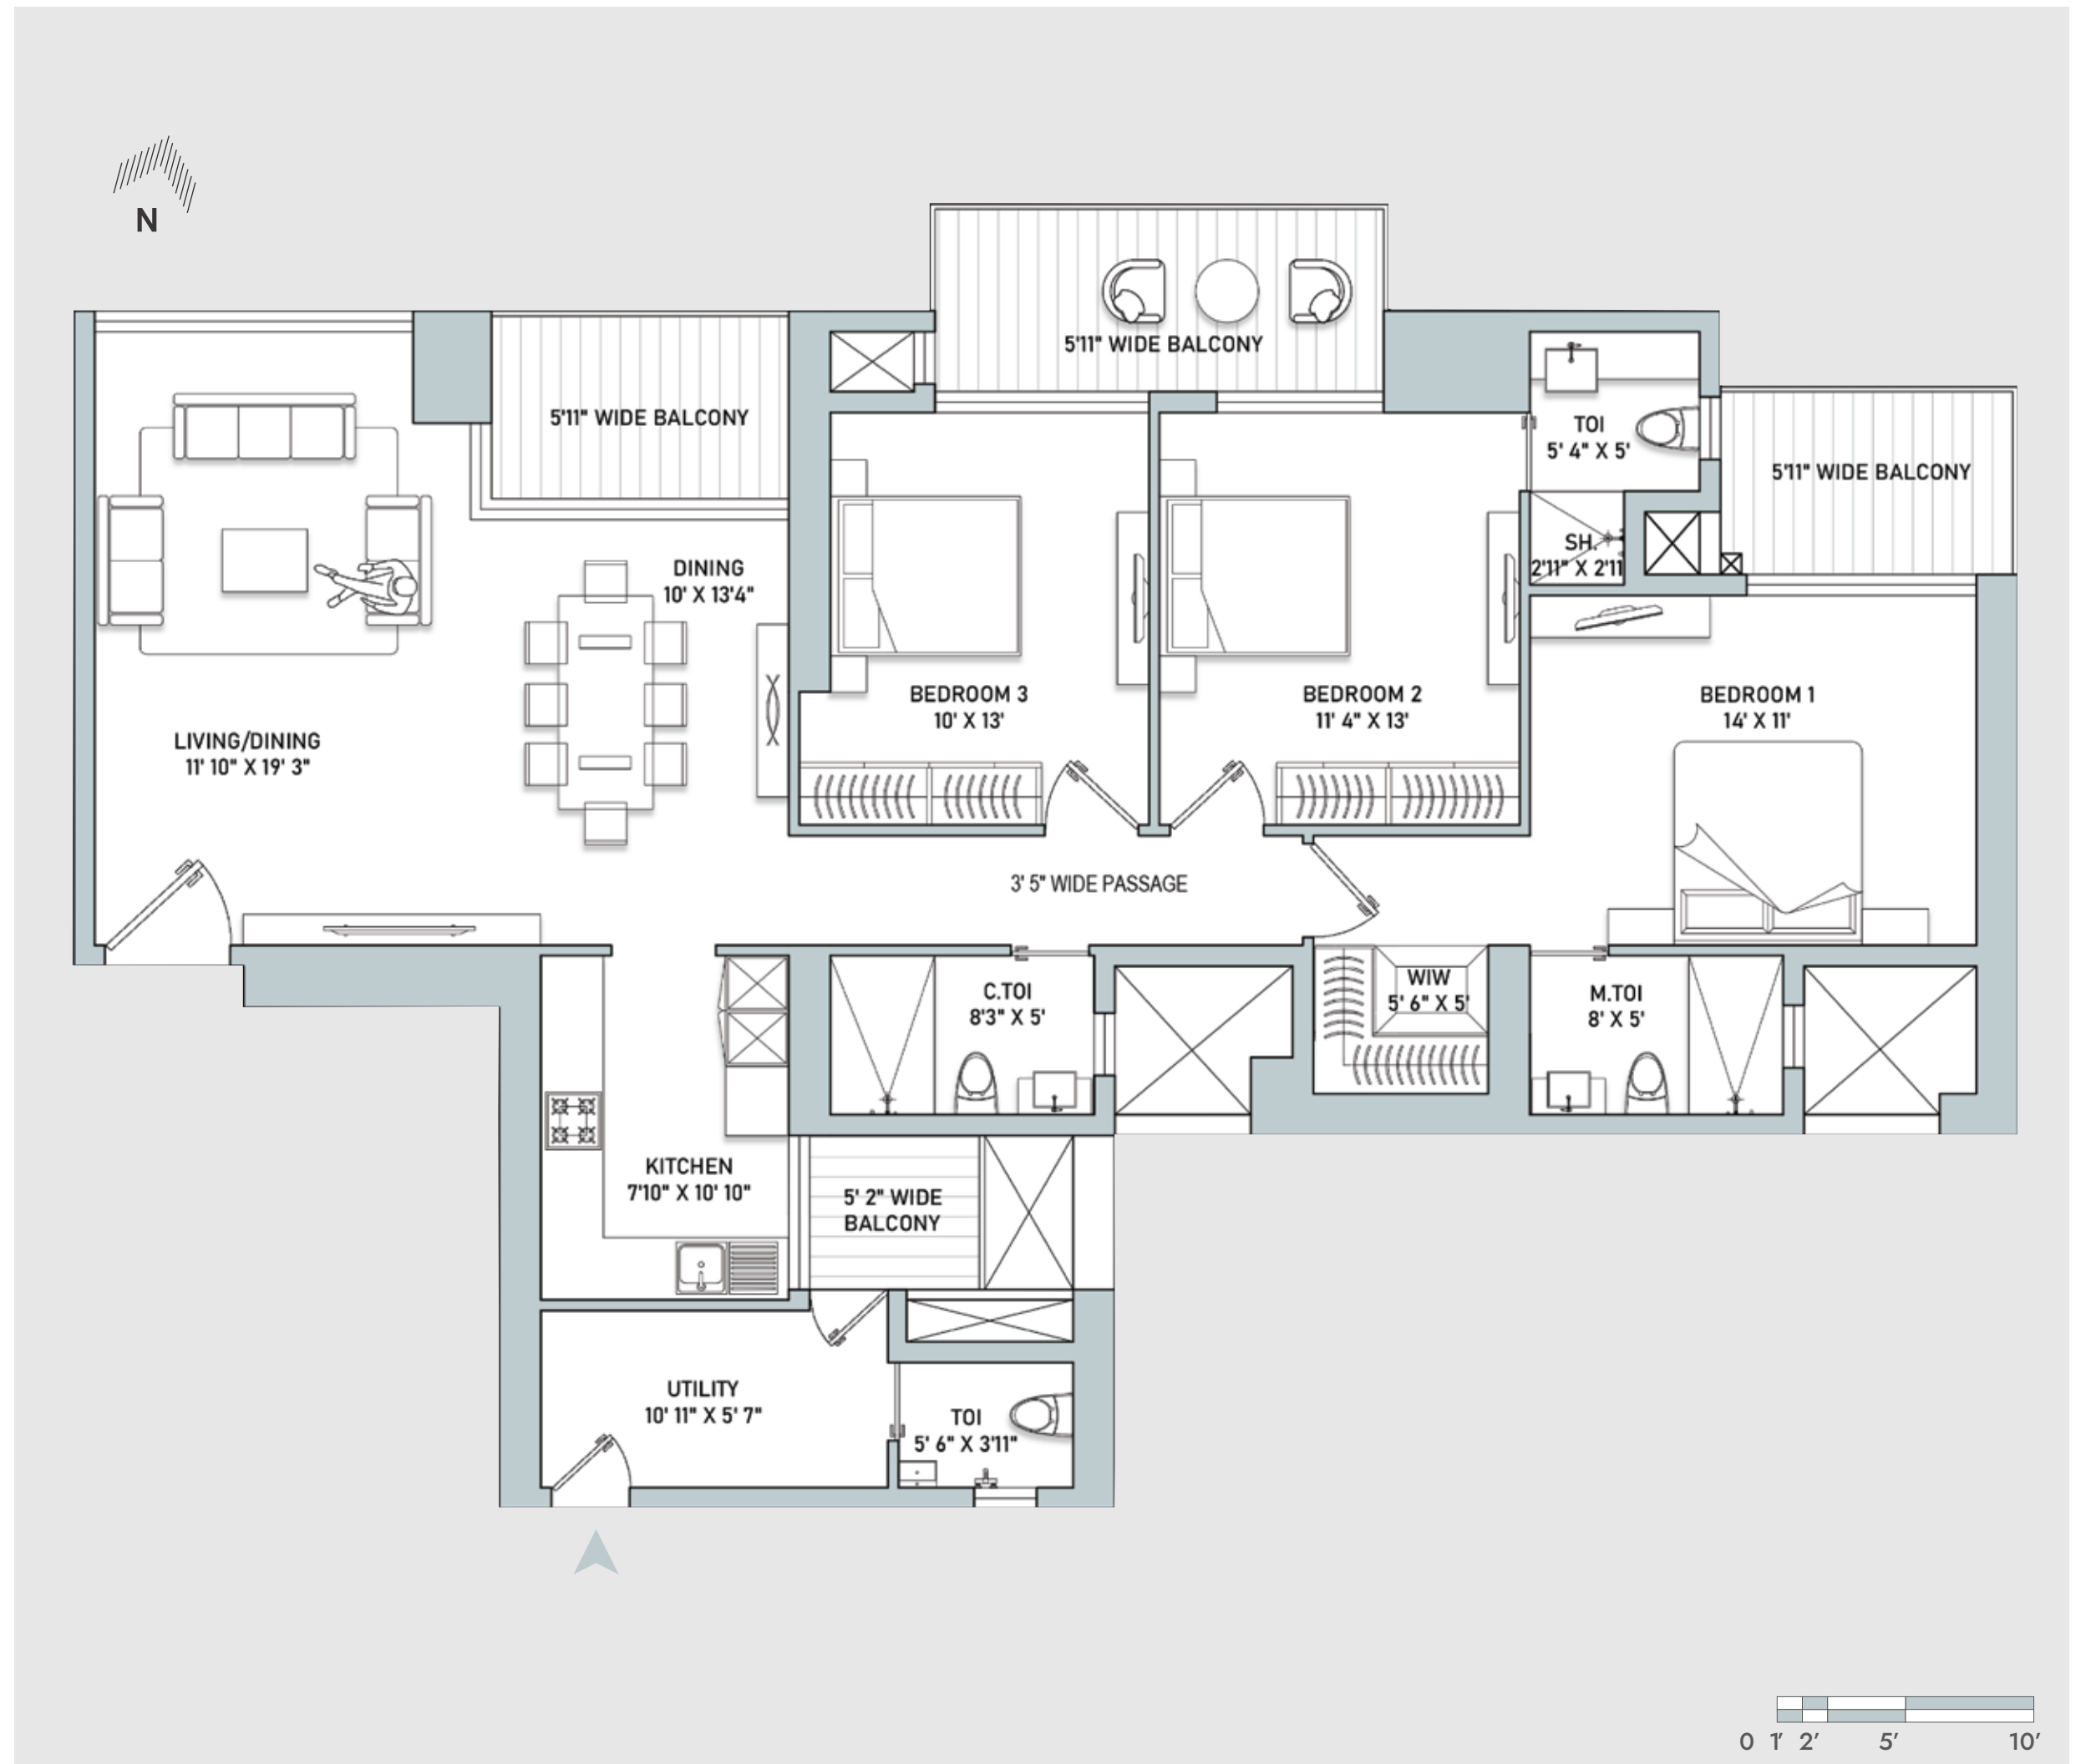 N
5'11" WIDE BALCONY
5'11" WIDE BALCONY
TOI
5' 4" X 5'
5'11" WIDE BALCONY
SH.
2'11" X 2'11
DINING
10' X 13'4"
BEDROOM 3
10' X 13'
BEDROOM 2
11' 4" X 13'
BEDROOM 1
14' X 11'
LIVING/DINING
11' 10" X 19' 3"
3' 5" WIDE PASSAGE
C.TOI
8'3" X 5'
WIW
5' 6" X 5'
M.TOI
8' X 5'
KITCHEN
7'10" X 10' 10"
5' 2" WIDE
BALCONY
UTILITY
10' 11" X 5' 7"
TOI
5' 6" X 3'11"
0 1' 2' 5' 10'